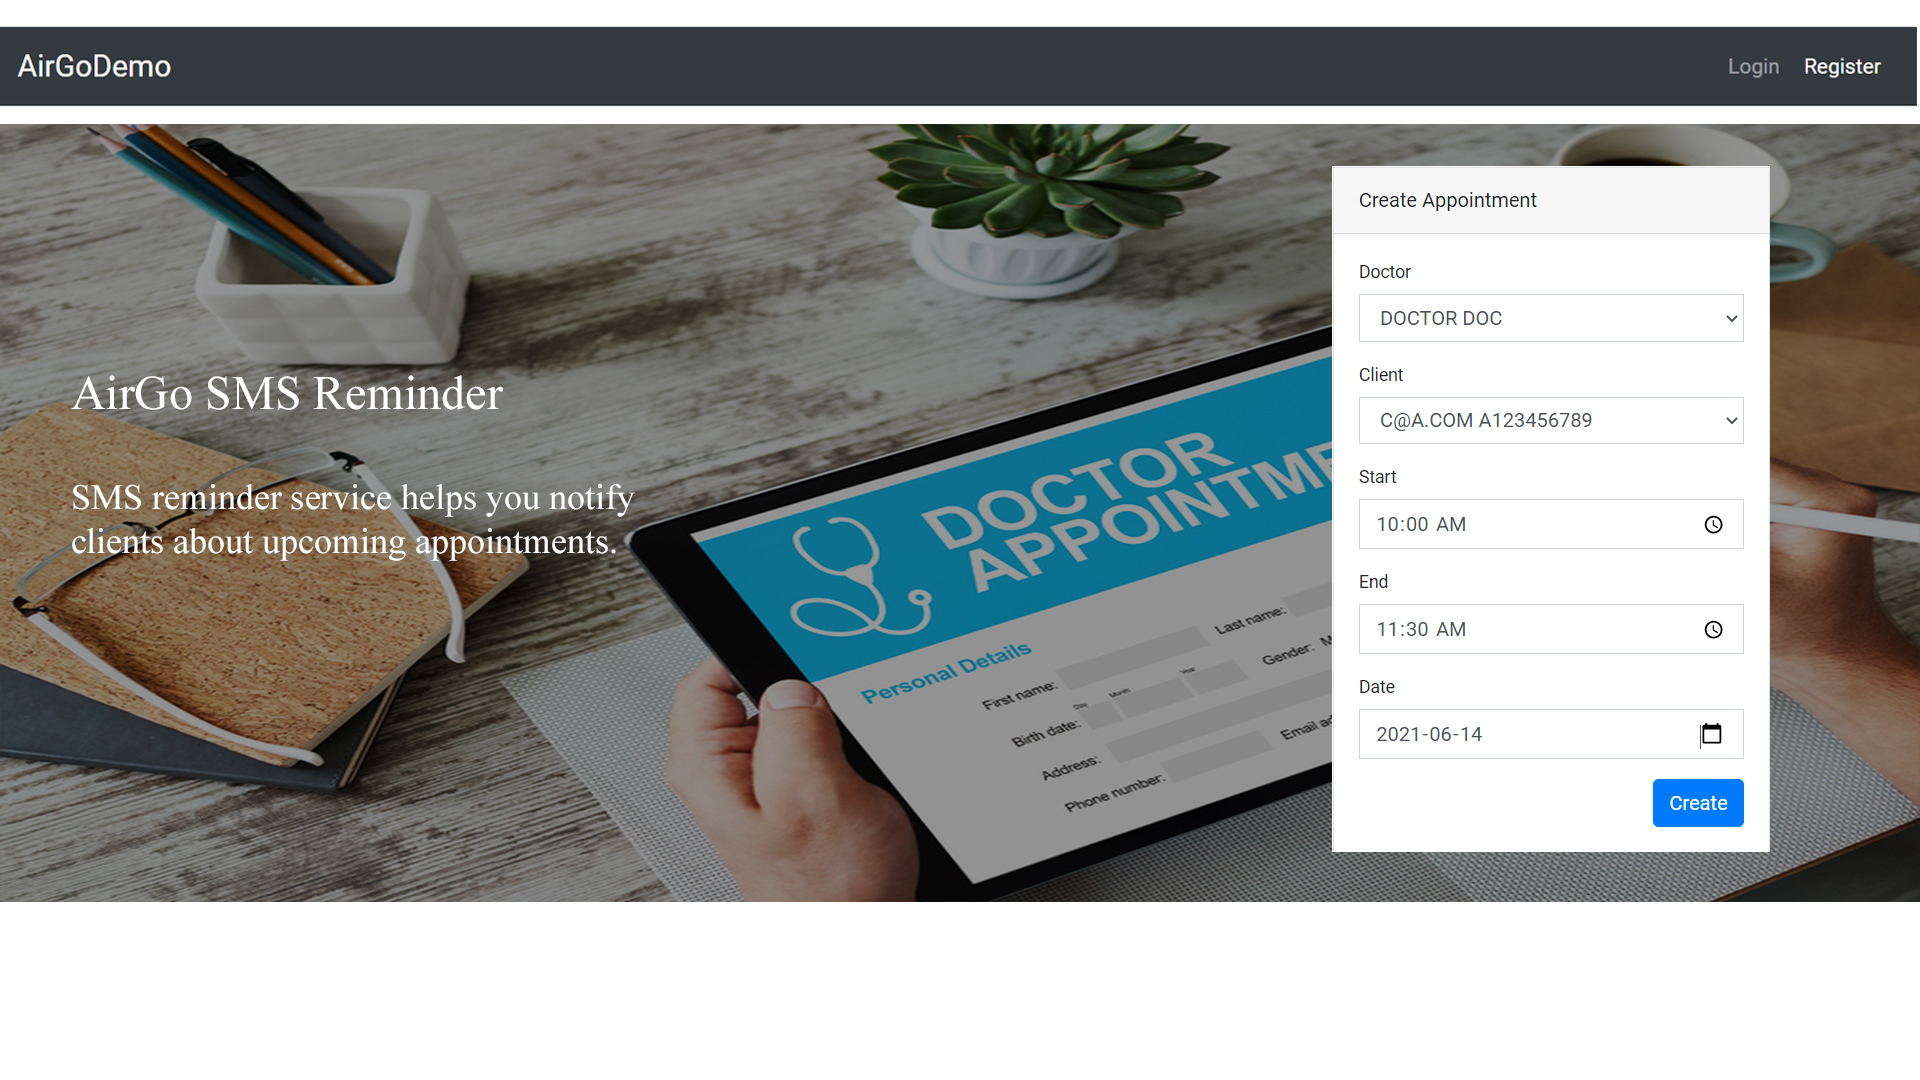 AirGoDemo
Login Register
AirGo SMS Reminder
SMS reminder service helps you notify
clients about upcoming appointments.
DOCTOR
Personal Details
First name:
Last name:
Day
Month
Year
Gender:
Birth date:
Address:
Email
Phone number:
Create Appointment
Doctor
DOCTOR DOC
Client
C@A.COM A123456789
Start
10:00 AM
End
11:30 AM
Date
2021-06-14
Create